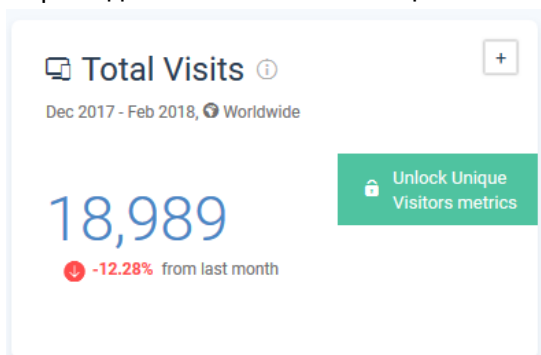 Total Visits
+
Dec 2017 - Feb 2018, Worldwide
Unlock Unique
Visitors metrics
18,989
-12.28% from last month